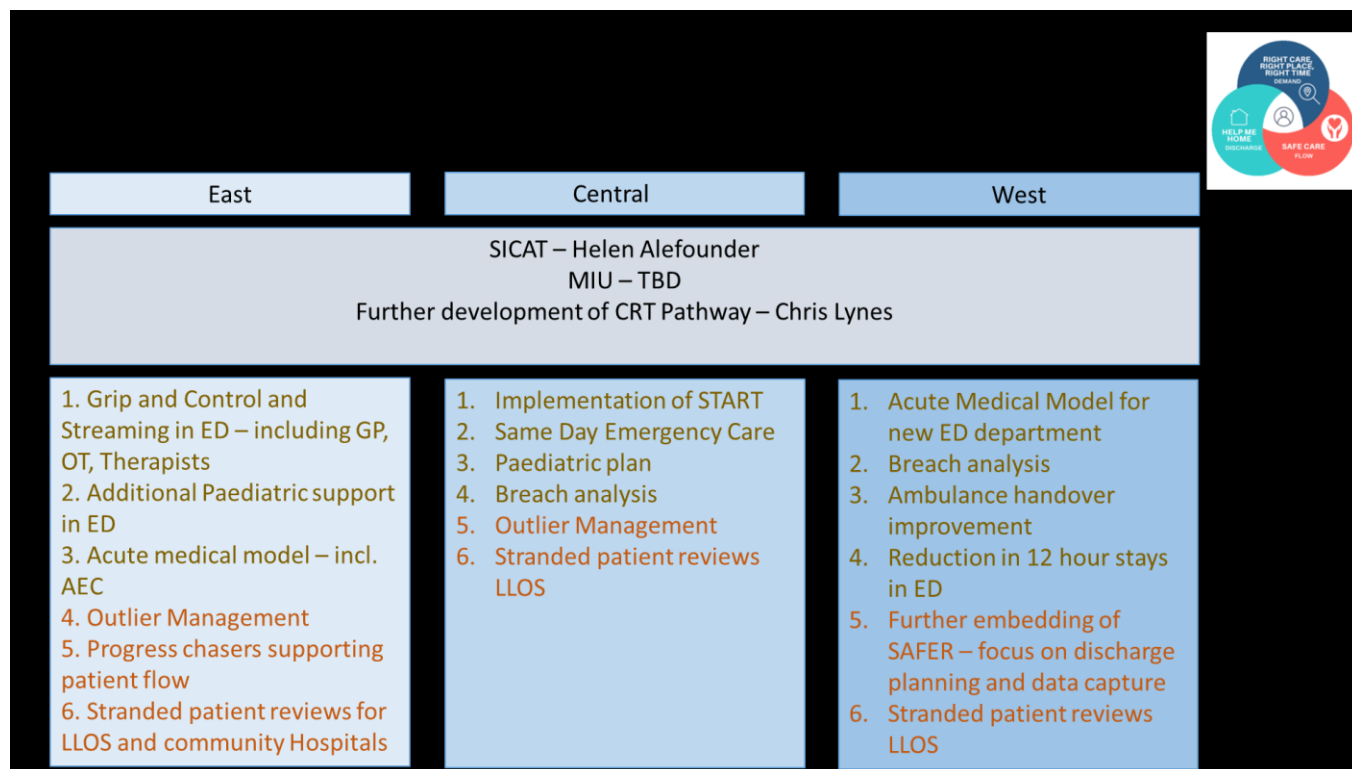 RIGHT CARE,
RIGHT PLACE,
RIGHT TIME
DEMAND
HELP ME
HOME
DISCHARGE
SAFE CARE
FLOW
East
Central
West
SICAT – Helen Alefounder
MIU – TBD
Further development of CRT Pathway – Chris Lynes
1. Grip and Control and
Streaming in ED – including GP,
OT, Therapists
2. Additional Paediatric support
in ED
3. Acute medical model – incl.
AEC
4. Outlier Management
5. Progress chasers supporting
patient flow
6. Stranded patient reviews for
LLOS and community Hospitals
1. Implementation of START
2. Same Day Emergency Care
3. Paediatric plan
4. Breach analysis
5. Outlier Management
6. Stranded patient reviews
LLOS
1. Acute Medical Model for
new ED department
2. Breach analysis
3. Ambulance handover
improvement
4. Reduction in 12 hour stays
in ED
5. Further embedding of
SAFER – focus on discharge
planning and data capture
6. Stranded patient reviews
LLOS